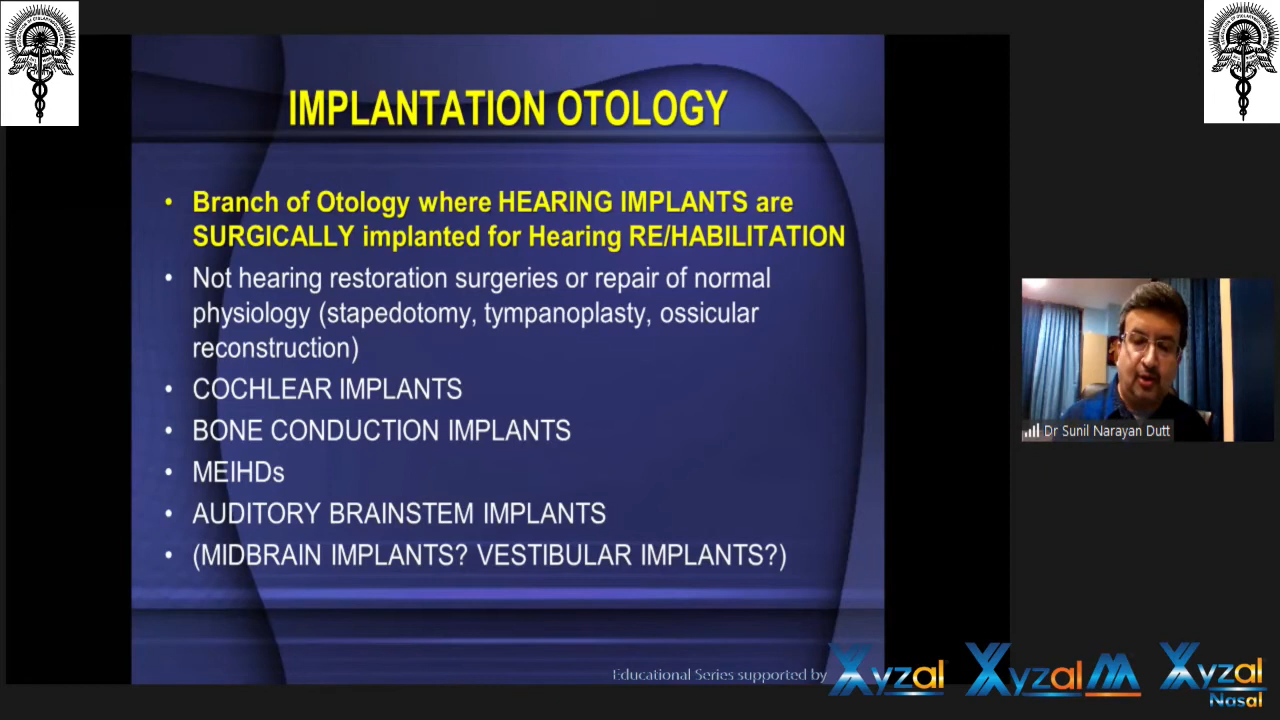 IMPLANTATION OTOLOGY
• Branch of Otology where HEARING IMPLANTS are
SURGICALLY implanted for Hearing RE/HABILITATION
• Not hearing restoration surgeries or repair of normal
physiology (stapedotomy, tympanoplasty, ossicular
reconstruction)
• COCHLEAR IMPLANTS
• BONE CONDUCTION IMPLANTS
• MEIHDs
• AUDITORY BRAINSTEM IMPLANTS
• (MIDBRAIN IMPLANTS? VESTIBULAR IMPLANTS?)
Dr Sunil Narayan Dutt
Educational Series supported by
Xyzal
Xyzal M
Xyzal
Nasal